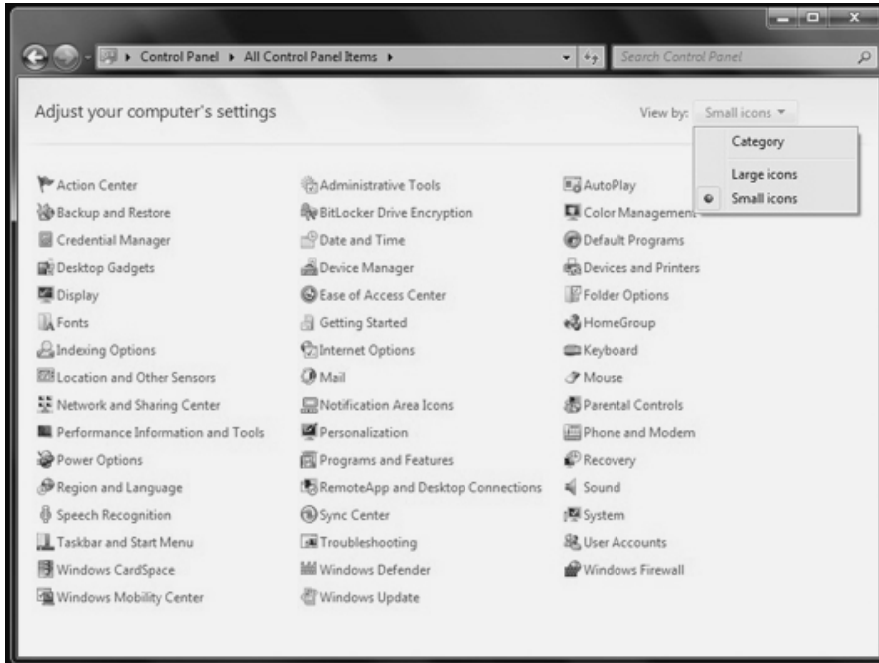 Control Panel All Control Panel Items Search Control Panel
Adjust your computer's settings View by: Small icons
Category
Large icons
Small icons
Action Center Administrative Tools AutoPlay
Backup and Restore BitLocker Drive Encryption Color Management
Credential Manager Date and Time Default Programs
Desktop Gadgets Device Manager Devices and Printers
Display Ease of Access Center Folder Options
Fonts Getting Started HomeGroup
Indexing Options Internet Options Keyboard
Location and Other Sensors Mail Mouse
Network and Sharing Center Notification Area Icons Parental Controls
Performance Information and Tools Personalization Phone and Modem
Power Options Programs and Features Recovery
Region and Language RemoteApp and Desktop Connections Sound
Speech Recognition Sync Center System
Taskbar and Start Menu Troubleshooting User Accounts
Windows CardSpace Windows Defender Windows Firewall
Windows Mobility Center Windows Update